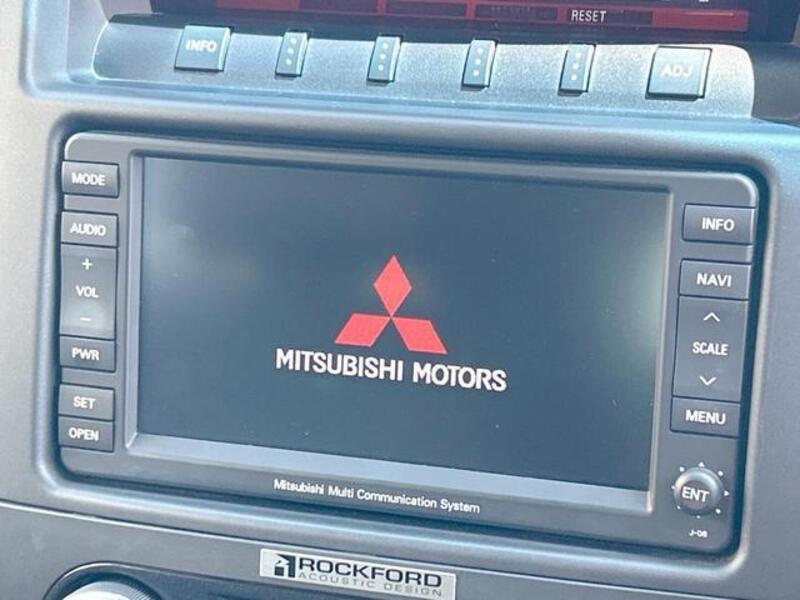 RESET
INFO
ADJ
MODE
AUDIO
+
VOL
−
PWR
SET
OPEN
MITSUBISHI MOTORS
INFO
NAVI
SCALE
MENU
ENT
J-08
Mitsubishi Multi Communication System
ROCKFORD
ACOUSTIC DESIGN